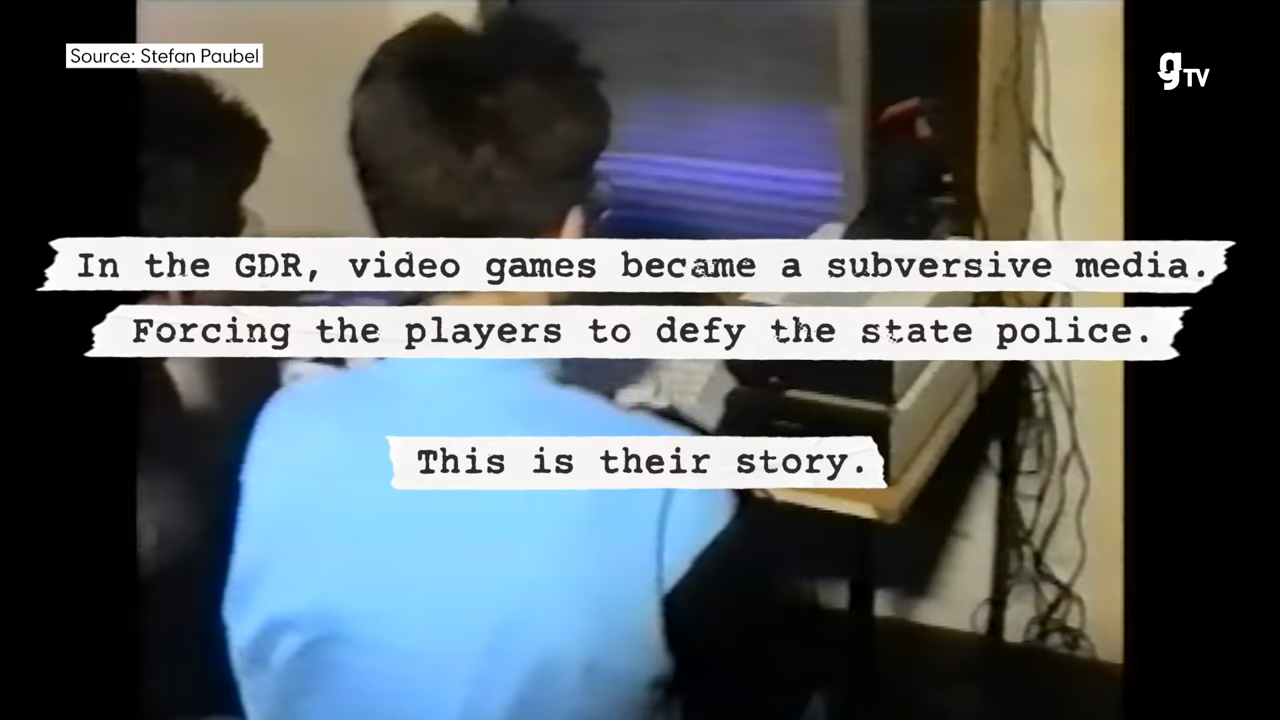 Source: Stefan Paubel
g TV
In the GDR, video games became a subversive media.
Forcing the players to defy the state police.
This is their story.